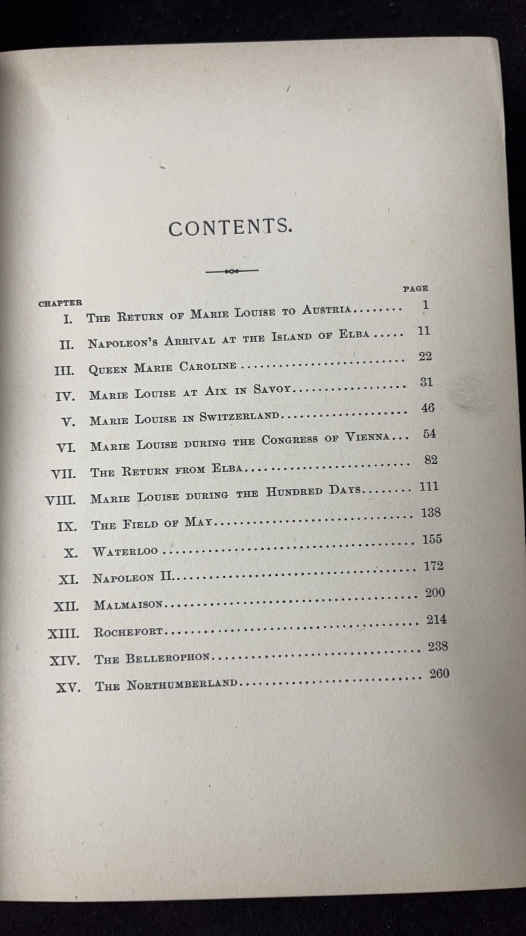 CONTENTS.
CHAPTER PAGE
I. The Return of Marie Louise to Austria........ 1
II. Napoleon's Arrival at the Island of Elba..... 11
III. Queen Marie Caroline.......................... 22
IV. Marie Louise at Aix in Savoy.................. 31
V. Marie Louise in Switzerland.................... 46
VI. Marie Louise during the Congress of Vienna... 54
VII. The Return from Elba.......................... 82
VIII. Marie Louise during the Hundred Days........ 111
IX. The Field of May............................... 138
X. Waterloo....................................... 155
XI. Napoleon II..................................... 172
XII. Malmaison....................................... 200
XIII. Rochefort....................................... 214
XIV. The Bellerophon................................ 238
XV. The Northumberland............................ 260